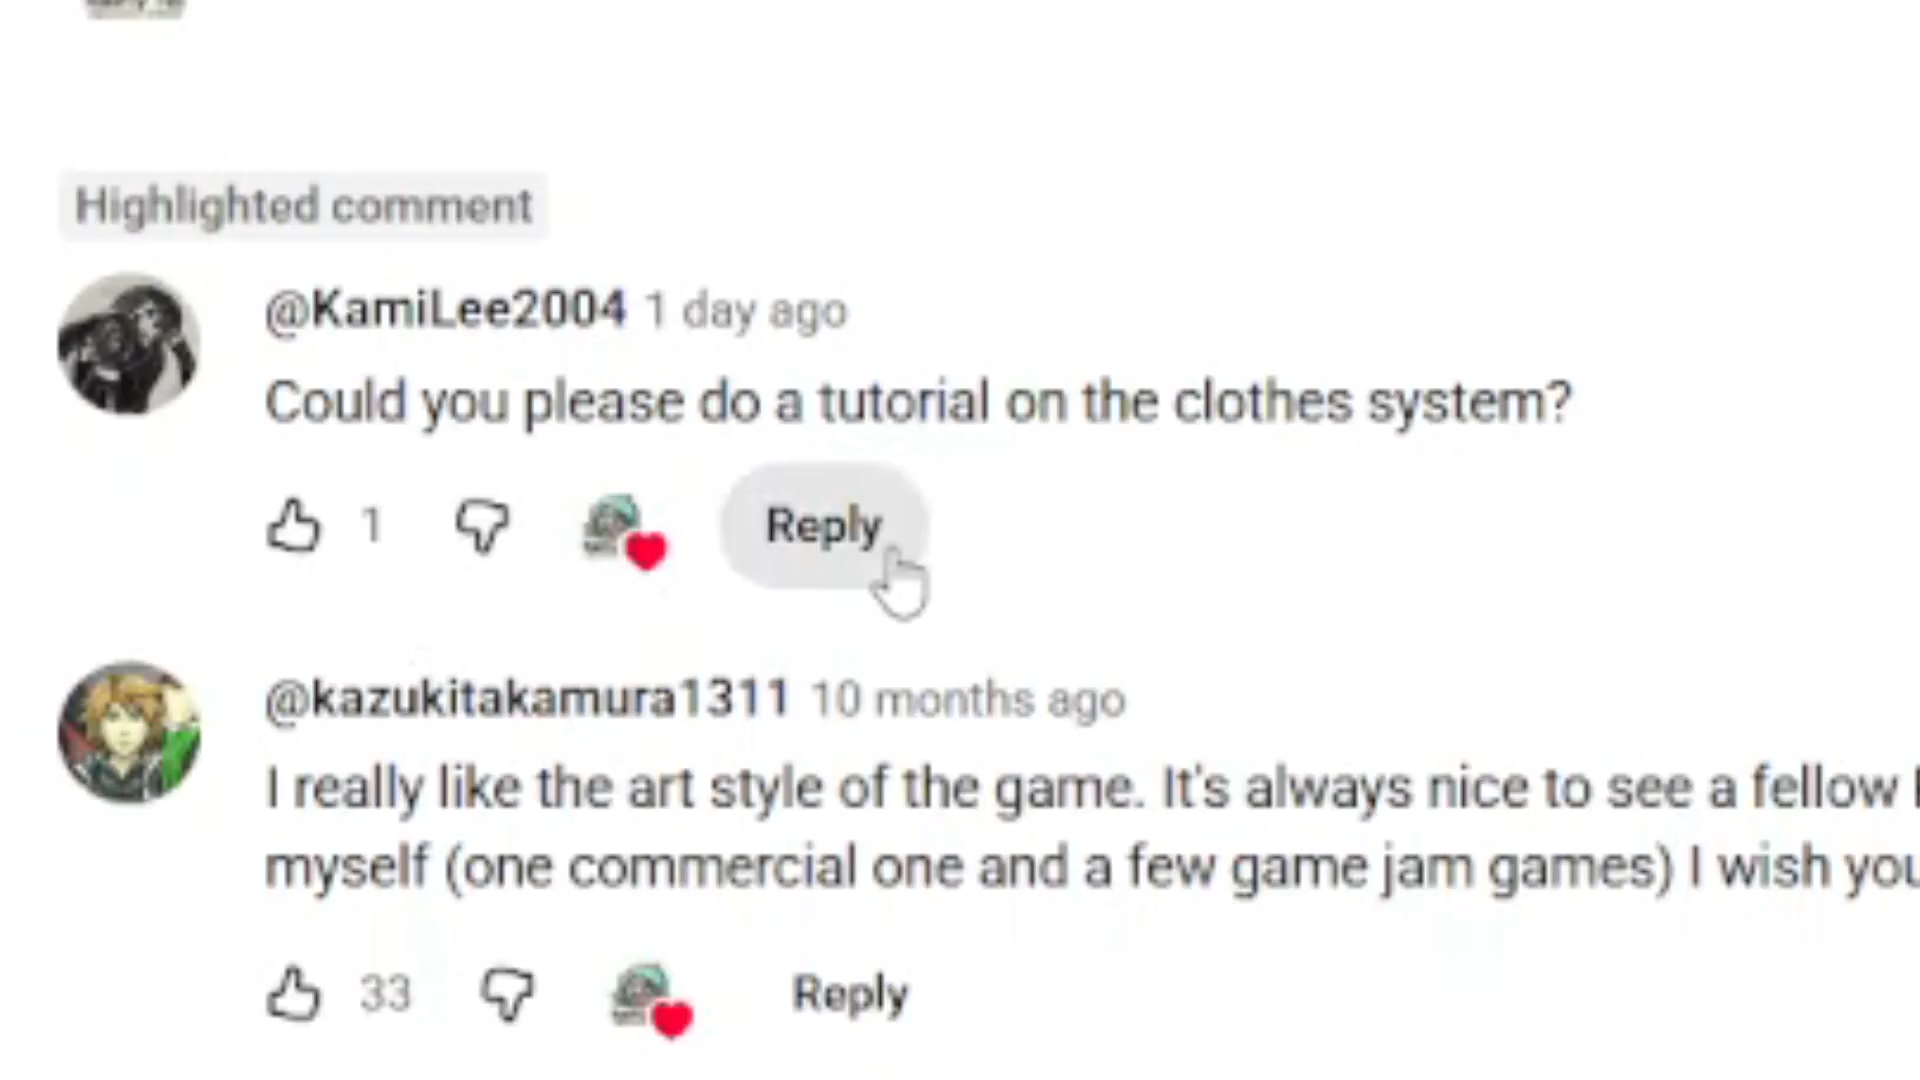 Highlighted comment
@KamiLee2004 1 day ago
Could you please do a tutorial on the clothes system?
1 Reply
@kazukitakamura1311 10 months ago
I really like the art style of the game. It's always nice to see a fellow
myself (one commercial one and a few game jam games) I wish you
33 Reply